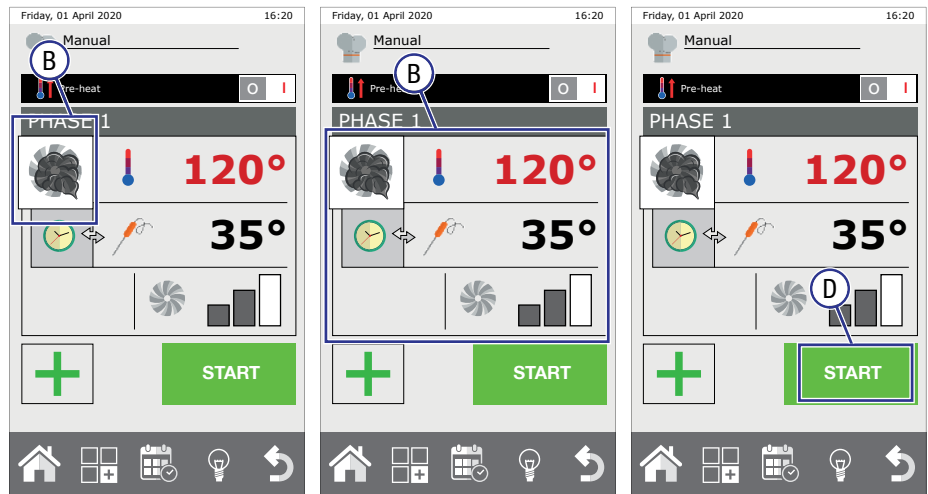 Friday, 01 April 2020 16:20
Manual
B
Pre-heat O I
PHASE 1
120°
35°
START
Friday, 01 April 2020 16:20
Manual
B
Pre-he O I
PHASE 1
120°
35°
START
Friday, 01 April 2020 16:20
Manual
Pre-heat O I
PHASE 1
120°
35°
D
START